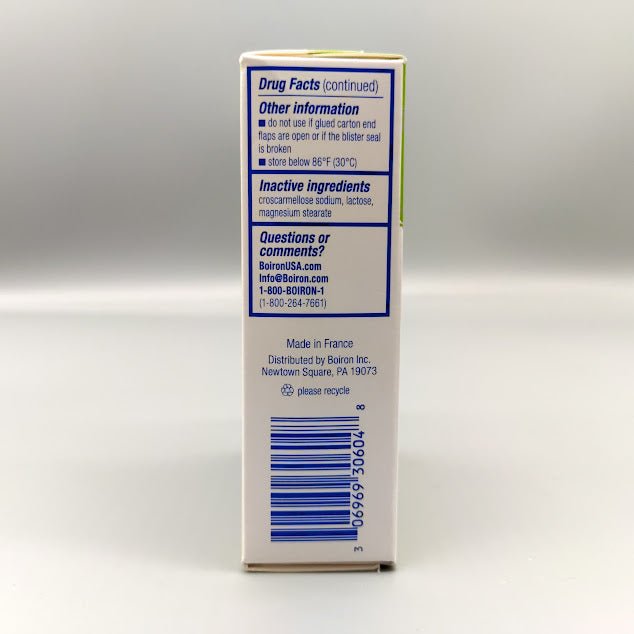 Drug Facts (continued)
Other information
■ do not use if glued carton end
flaps are open or if the blister seal
is broken
■ store below 86°F (30°C)
Inactive ingredients
croscarmellose sodium, lactose,
magnesium stearate
Questions or
comments?
BoironUSA.com
Info@Boiron.com
1-800-BOIRON-1
(1-800-264-7661)
Made in France
Distributed by Boiron Inc.
Newtown Square, PA 19073
please recycle
3 06969 30604 8